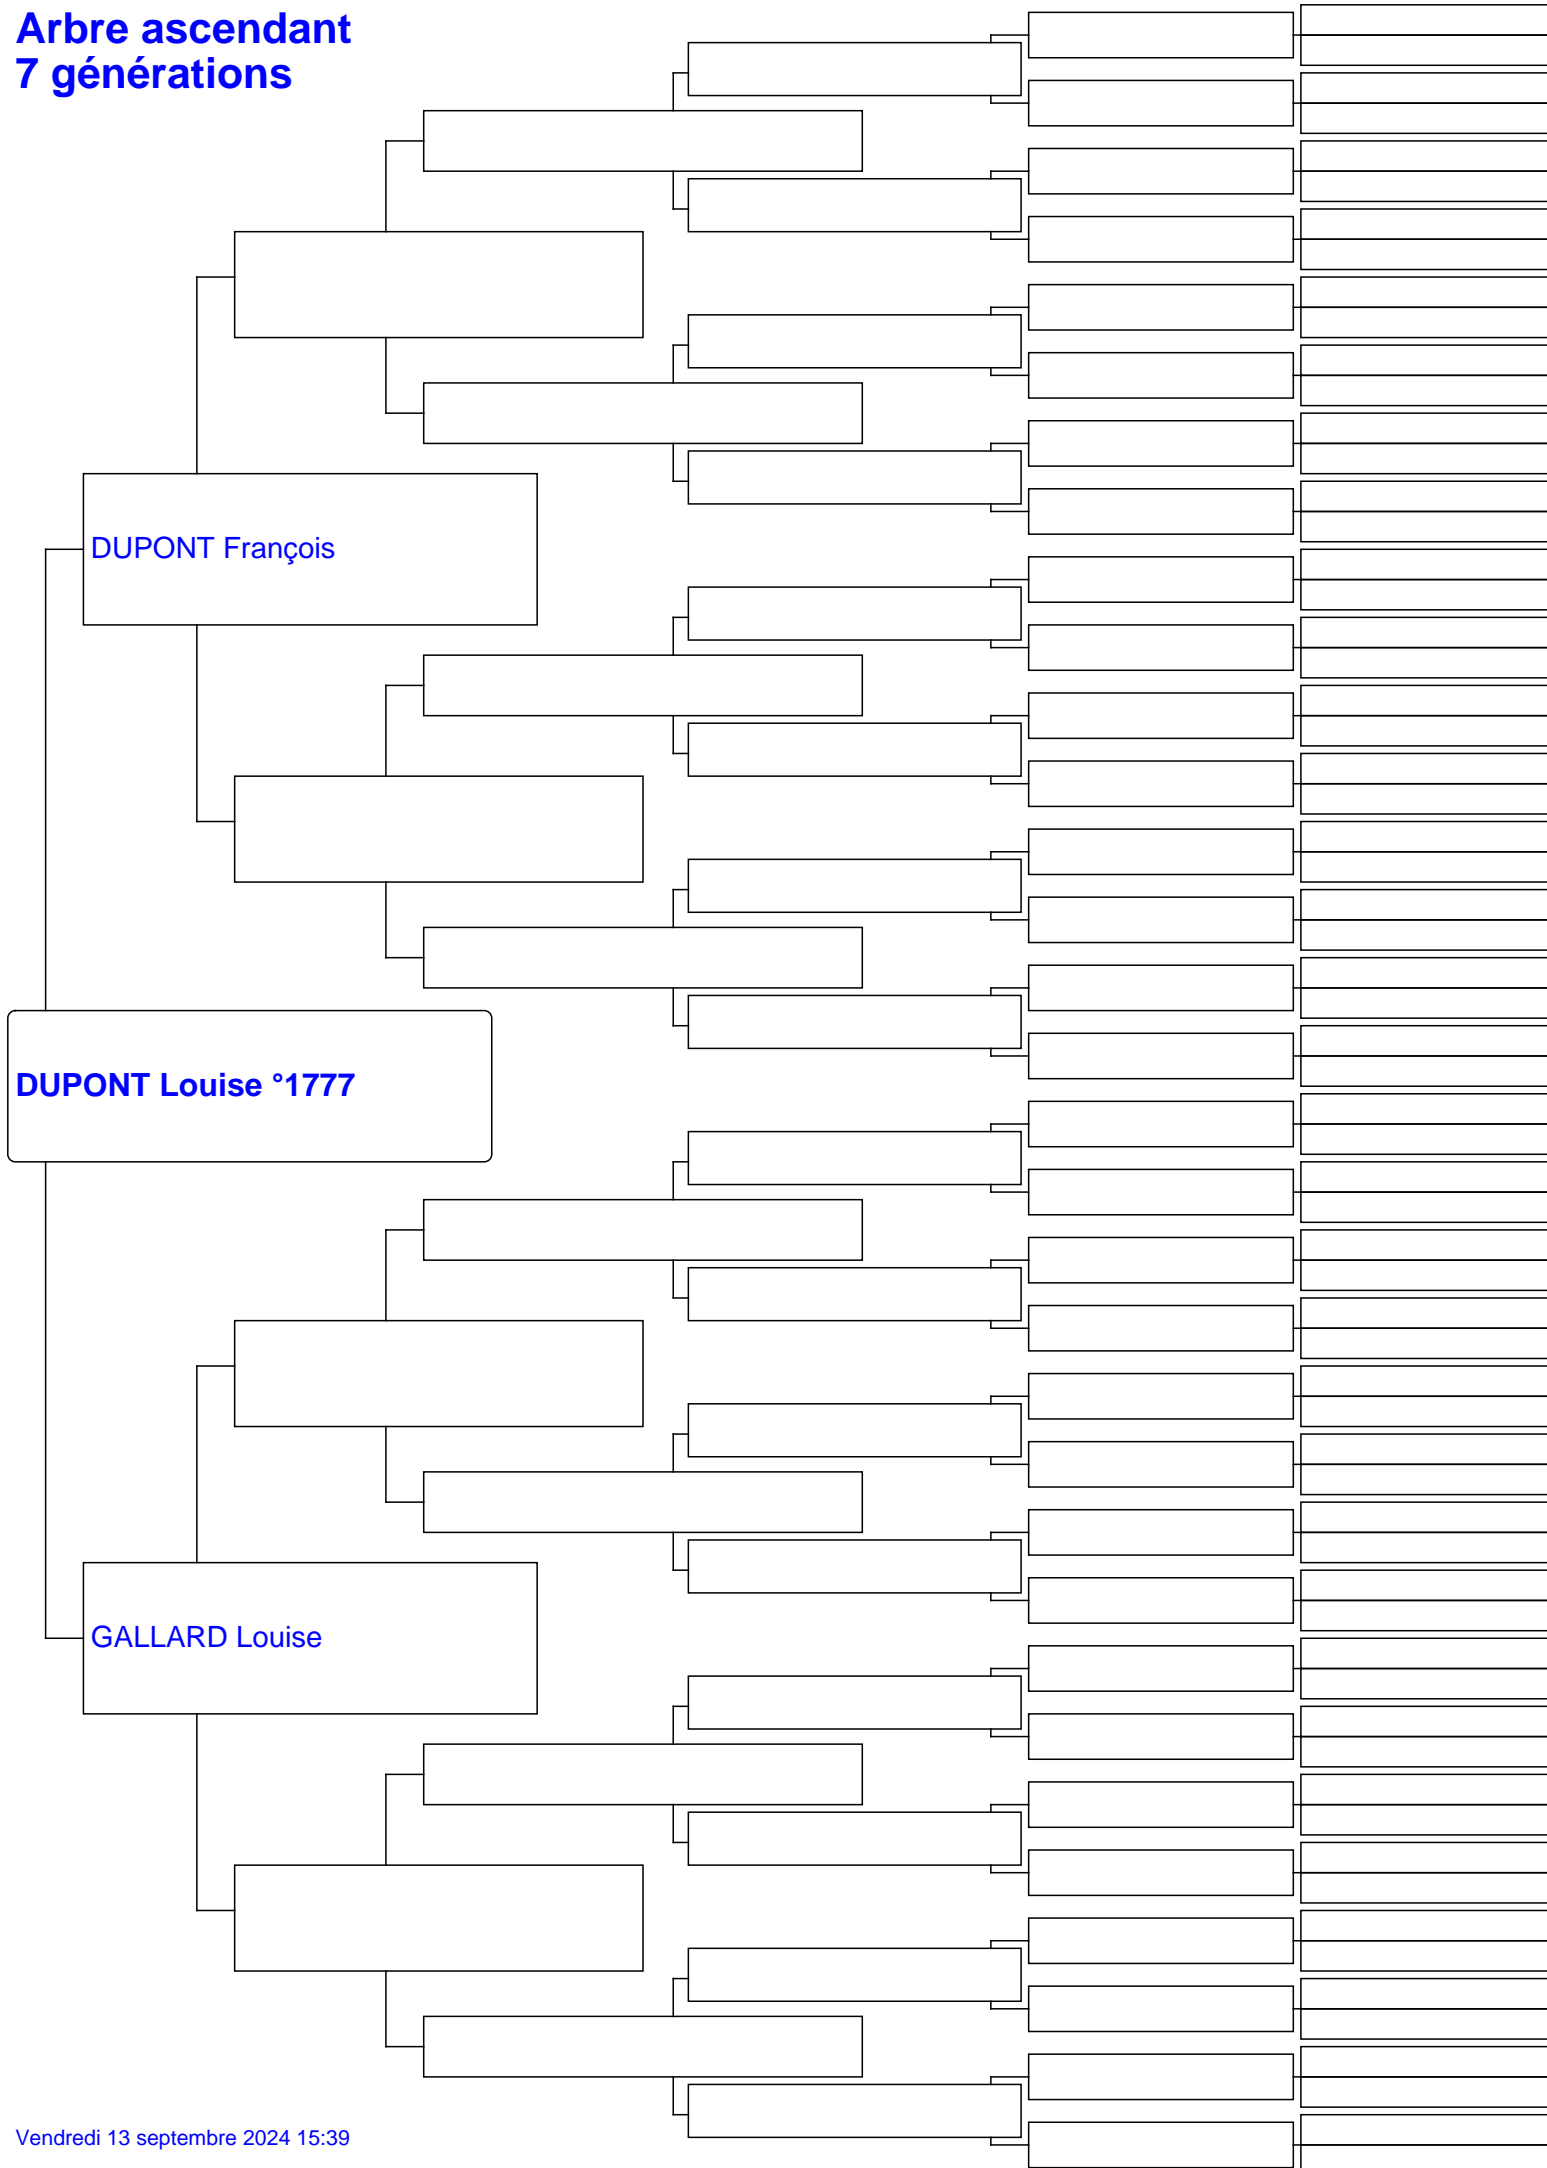 Arbre ascendant
7 générations
DUPONT François
DUPONT Louise °1777
GALLARD Louise
Vendredi 13 septembre 2024 15:39